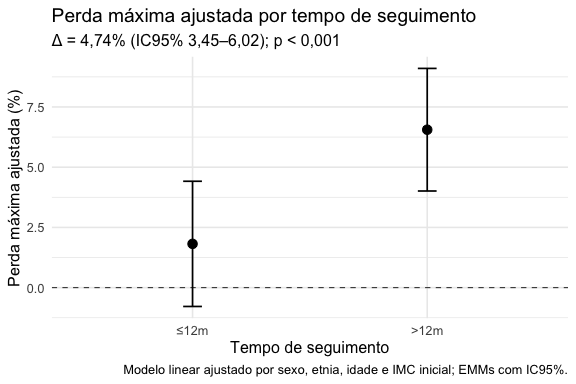 Perda máxima ajustada por tempo de seguimento
Δ = 4,74% (IC95% 3,45–6,02); p < 0,001
Perda máxima ajustada (%)
7.5
5.0
2.5
0.0
≤12m
>12m
Tempo de seguimento
Modelo linear ajustado por sexo, etnia, idade e IMC inicial; EMMs com IC95%.